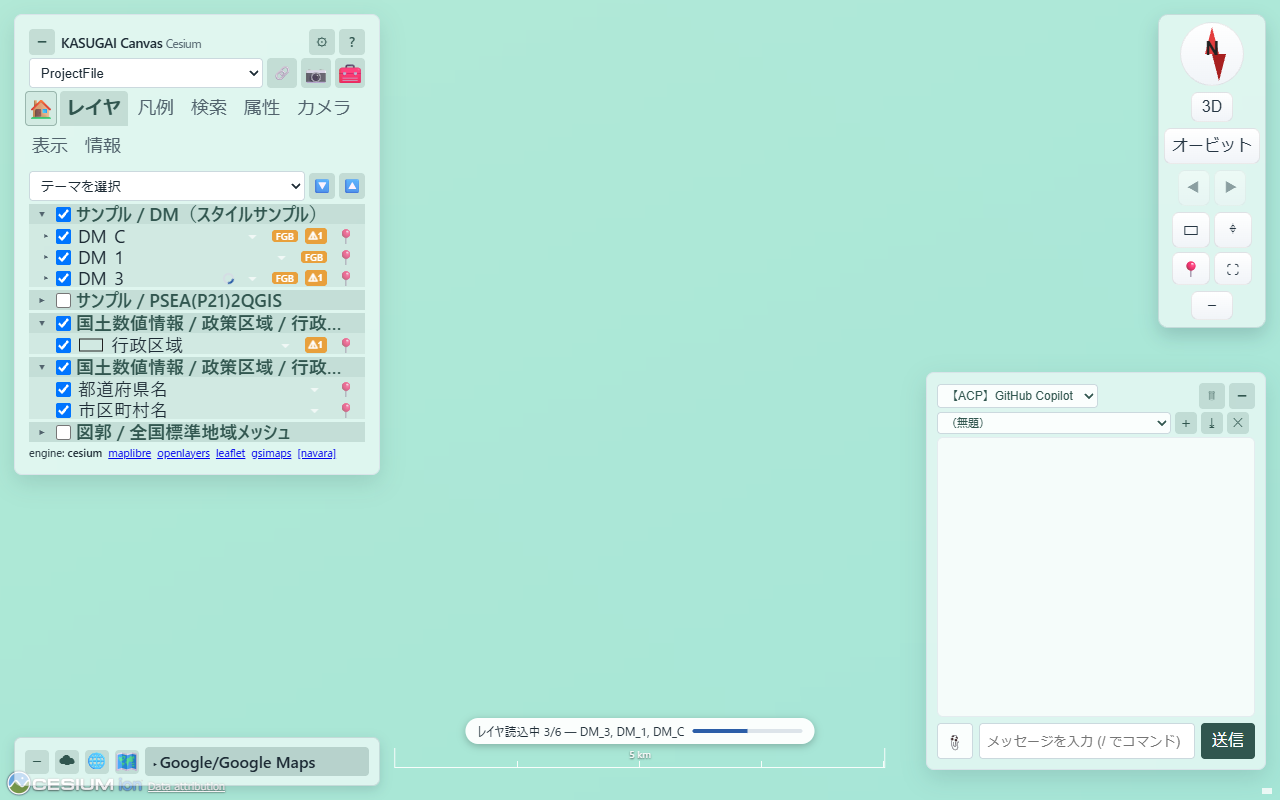 − KASUGAI Canvas Cesium ⚙ ?
ProjectFile
レイヤ 凡例 検索 属性 カメラ
表示 情報
テーマを選択
サンプル / DM（スタイルサンプル）
DM_C FGB ⚠1
DM_1 FGB
DM_3 FGB ⚠1
サンプル / PSEA(P21)2QGIS
国土数値情報 / 政策区域 / 行政...
行政区域 ⚠1
国土数値情報 / 政策区域 / 行政...
都道府県名
市区町村名
図郭 / 全国標準地域メッシュ
engine: cesium maplibre openlayers leaflet gsimaps [navara]
N
3D
オービット
【ACP】GitHub Copilot
（無題）
メッセージを入力 (/ でコマンド) 送信
レイヤ読込中 3/6 — DM_3, DM_1, DM_C
5 km
Google/Google Maps
CESIUM ion Data attribution